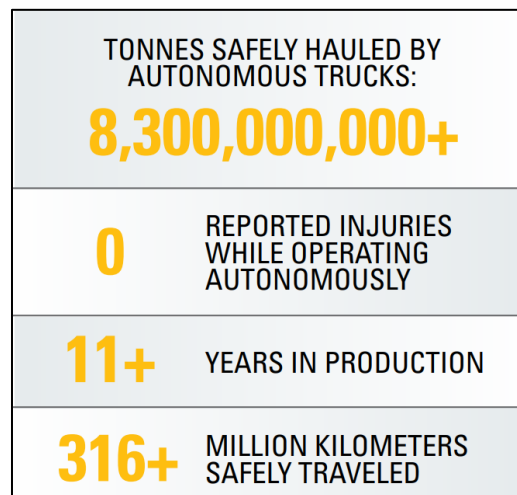 TONNES SAFELY HAULED BY
AUTONOMOUS TRUCKS:
8,300,000,000+
0
REPORTED INJURIES
WHILE OPERATING
AUTONOMOUSLY
11+
YEARS IN PRODUCTION
316+
MILLION KILOMETERS
SAFELY TRAVELED